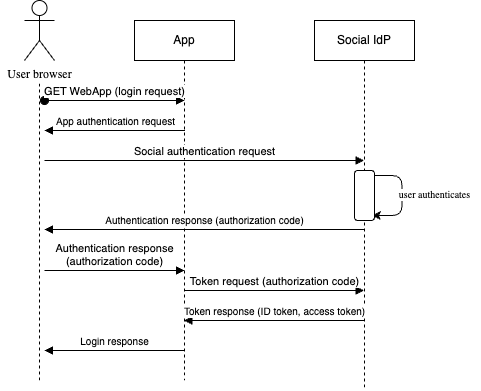 App
Social IdP
User browser
GET WebApp (login request)
App authentication request
Social authentication request
user authenticates
Authentication response (authorization code)
Authentication response
(authorization code)
Token request (authorization code)
Token response (ID token, access token)
Login response